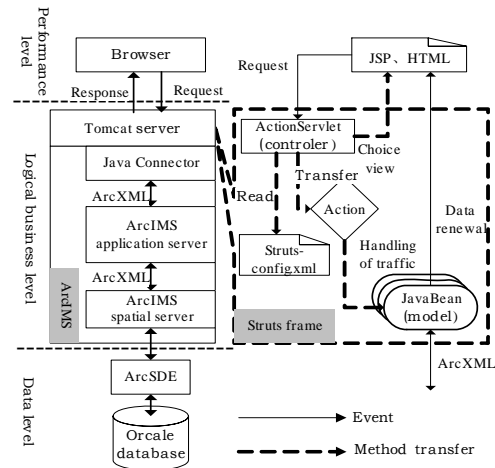 Performance
level
Browser
Response
Request
Request
JSP、HTML
Logical business level
Tomcat server
Java Connector
ArcXML
ArcIMS
application server
ArcXML
ArcIMS
spatial server
ArcIMS
ActionServlet
(controler)
Choice
view
Transfer
Read
Action
Struts-
config.xml
Handling
of traffic
Data
renewal
JavaBean
(model)
Struts frame
ArcXML
Data level
ArcSDE
Orcale
database
Event
Method transfer